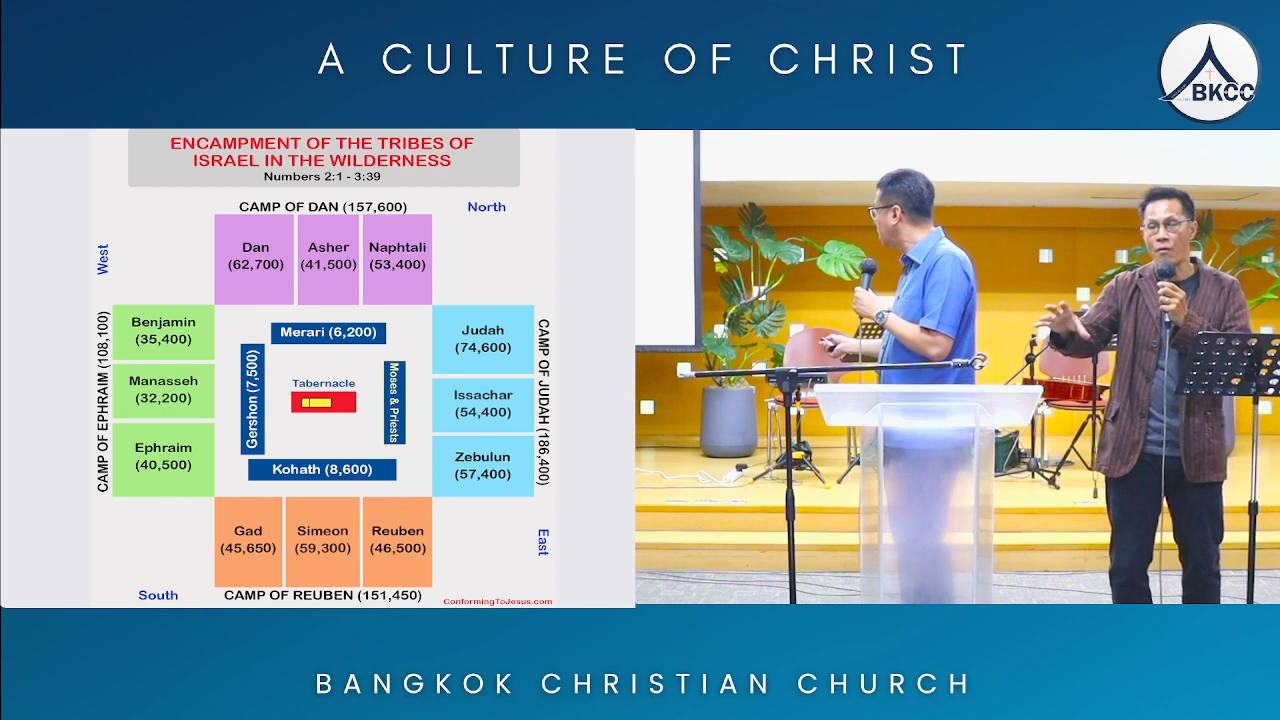 A CULTURE OF CHRIST
BKCC
ENCAMPMENT OF THE TRIBES OF
ISRAEL IN THE WILDERNESS
Numbers 2:1 - 3:39
CAMP OF DAN (157,600)
North
West
Dan
(62,700)
Asher
(41,500)
Naphtali
(53,400)
CAMP OF EPHRAIM (108,100)
Benjamin
(35,400)
Manasseh
(32,200)
Ephraim
(40,500)
Merari (6,200)
Gershon (7,500)
Tabernacle
Moses & Priests
Kohath (8,600)
Judah
(74,600)
Issachar
(54,400)
Zebulun
(57,400)
CAMP OF JUDAH (186,400)
Gad
(45,650)
Simeon
(59,300)
Reuben
(46,500)
East
South
CAMP OF REUBEN (151,450)
ConformingToJesus.com
BANGKOK CHRISTIAN CHURCH